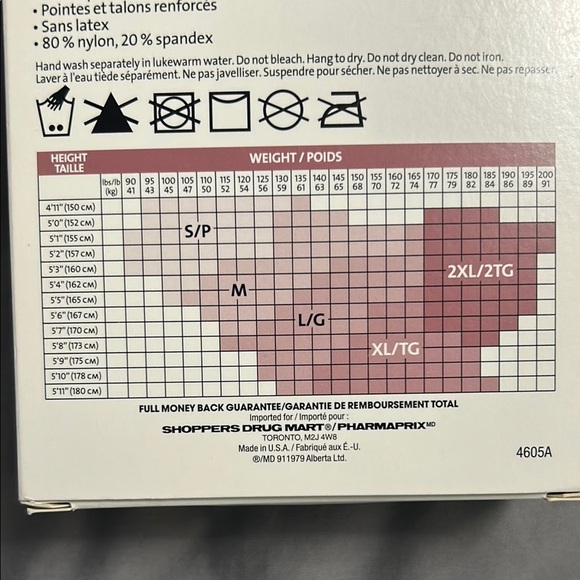 • Pointes et talons renforcés
• Sans latex
• 80 % nylon, 20 % spandex
Hand wash separately in lukewarm water. Do not bleach. Hang to dry. Do not dry clean. Do not iron.
Laver à l'eau tiède séparément. Ne pas javelliser. Suspendre pour sécher. Ne pas nettoyer à sec. Ne pas repasser.
HEIGHT WEIGHT / POIDS
TAILLE
lbs/lb 90 95 100 105 110 115 120 125 130 135 140 145 150 155 160 165 170 175 180 185 190 195 200
(kg) 41 43 45 47 50 52 54 56 59 61 63 65 68 70 72 74 77 79 82 84 86 89 91
4'11" (150 CM)
5'0" (152 CM)
5'1" (155 CM) S/P
5'2" (157 CM)
5'3" (160 CM) 2XL/2TG
5'4" (162 CM) M
5'5" (165 CM)
5'6" (167 CM) L/G
5'7" (170 CM)
5'8" (173 CM) XL/TG
5'9" (175 CM)
5'10" (178 CM)
5'11" (180 CM)
FULL MONEY BACK GUARANTEE/GARANTIE DE REMBOURSEMENT TOTAL
Imported for / Importé pour :
SHOPPERS DRUG MART®/PHARMAPRIX MD
TORONTO, M2J 4W8
Made in U.S.A. / Fabriqué aux É.-U.
®/MD 911979 Alberta Ltd.
4605A